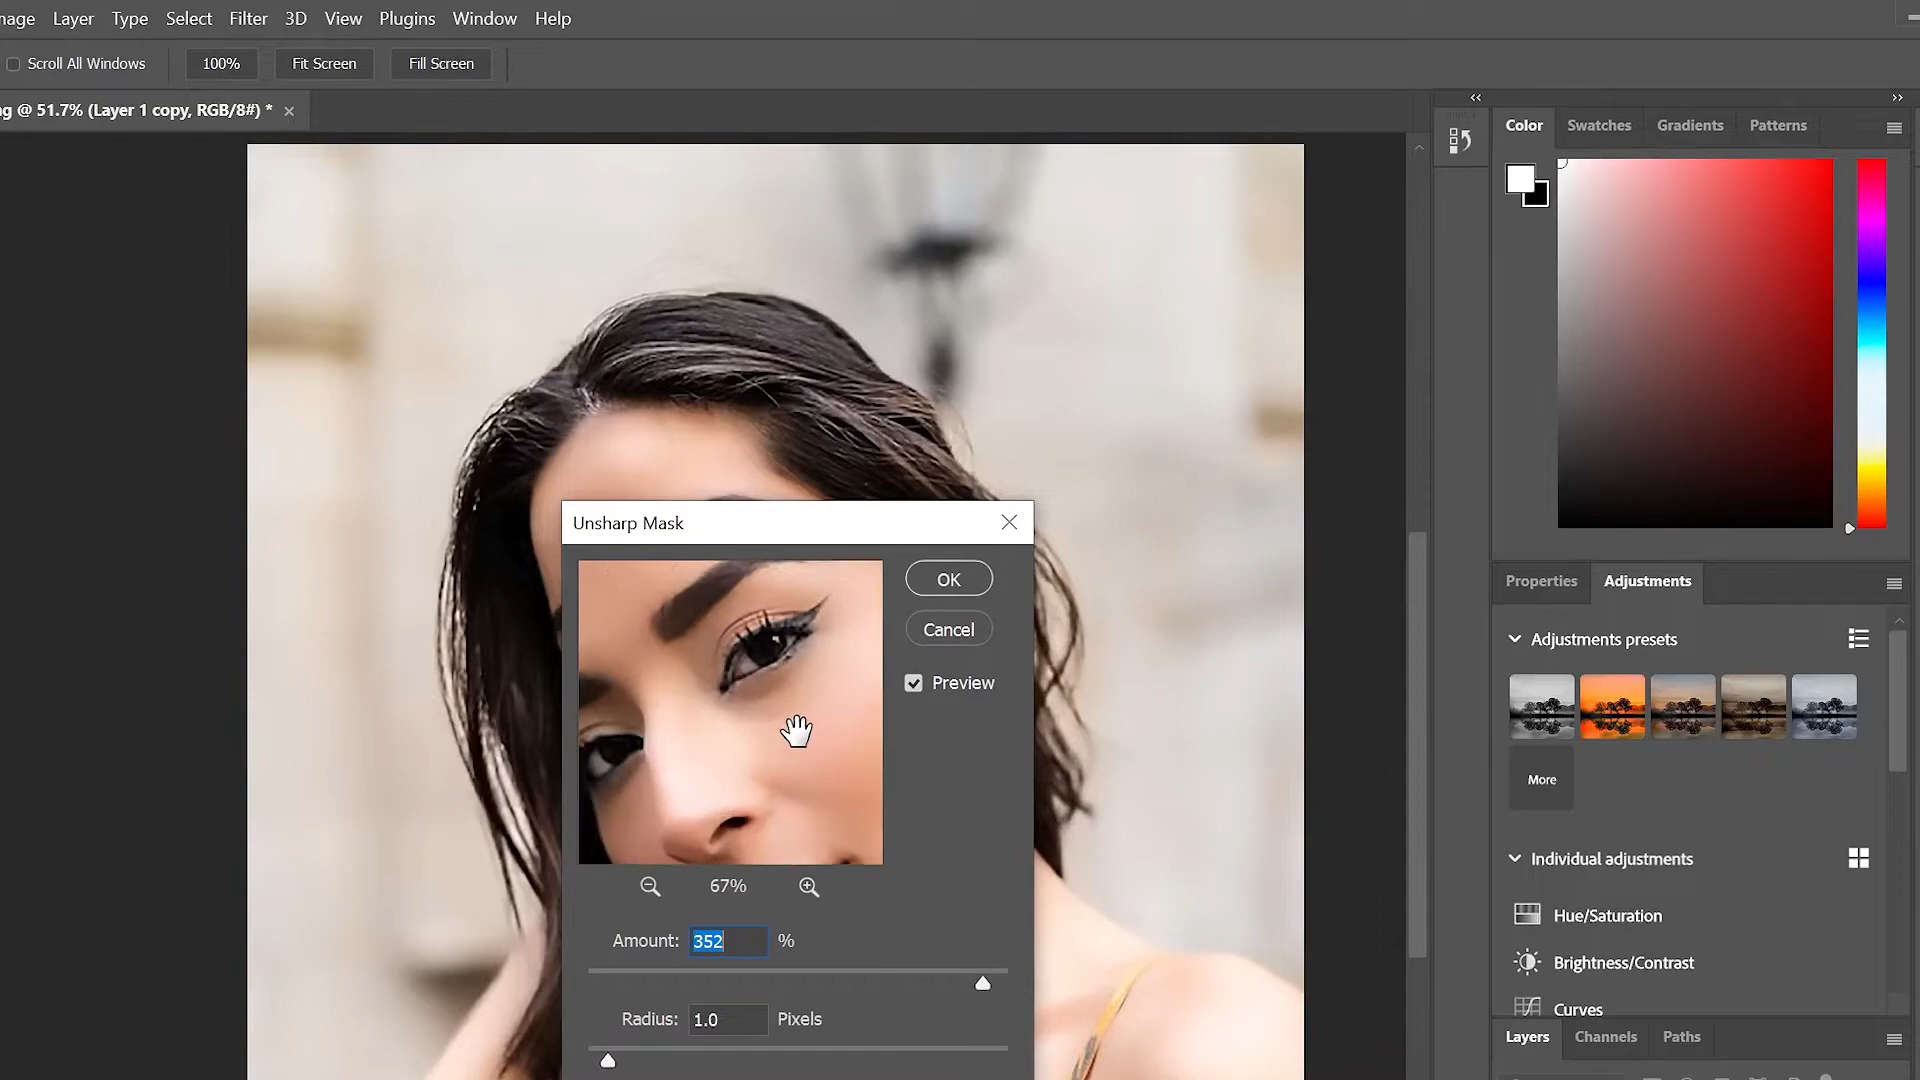 Layer Type Select Filter 3D View Plugins Window Help
Scroll All Windows 100% Fit Screen Fill Screen
@ 51.7% (Layer 1 copy, RGB/8#) *
Color Swatches Gradients Patterns
Unsharp Mask
OK
Cancel
Preview
67%
Amount: 352 %
Radius: 1.0 Pixels
Properties Adjustments
Adjustments presets
More
Individual adjustments
Hue/Saturation
Brightness/Contrast
Curves
Layers Channels Paths